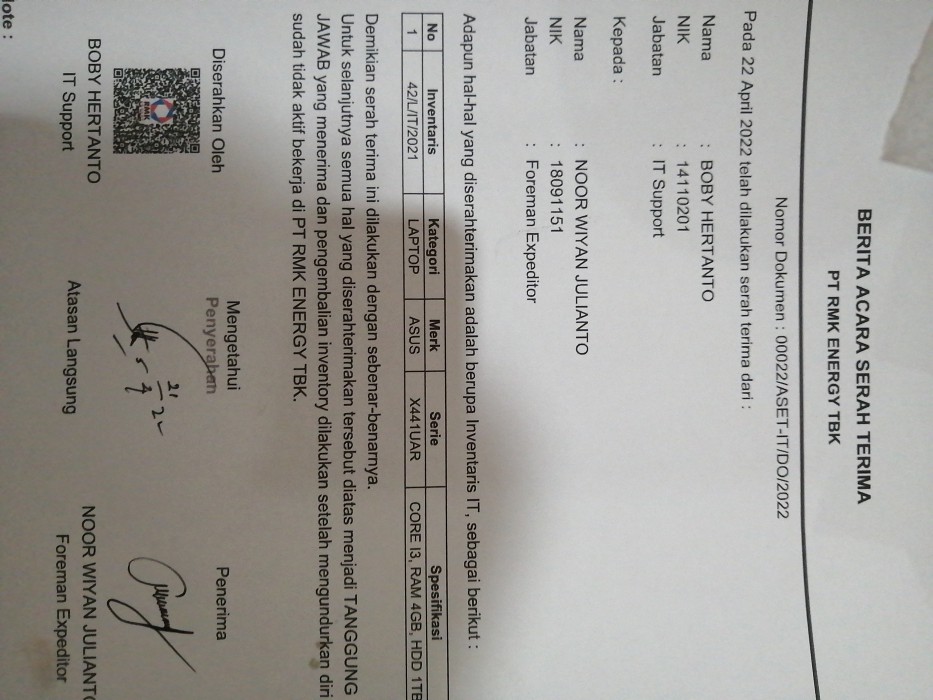 BERITA ACARA SERAH TERIMA
PT RMK ENERGY TBK
Nomor Dokumen : 00022/ASET-IT/DO/2022
Pada 22 April 2022 telah dilakukan serah terima dari :
Nama : BOBY HERTANTO
NIK : 14110201
Jabatan : IT Support
Kepada :
Nama : NOOR WIYAN JULIANTO
NIK : 18091151
Jabatan : Foreman Expeditor
Adapun hal-hal yang diserahterimakan adalah berupa Inventaris IT, sebagai berikut :
No Inventaris Kategori Merk Serie Spesifikasi
1 42/L/IT/2021 LAPTOP ASUS X441UAR CORE I3, RAM 4GB, HDD 1TB
Demikian serah terima ini dilakukan dengan sebenar-benarnya.
Untuk selanjutnya semua hal yang diserahterimakan tersebut diatas menjadi TANGGUNG
JAWAB yang menerima dan pengembalian inventory dilakukan setelah mengundurkan diri
sudah tidak aktif bekerja di PT RMK ENERGY TBK.
Diserahkan Oleh Mengetahui Penerima
Penyerahan
RMK
BOBY HERTANTO Atasan Langsung NOOR WIYAN JULIANTO
IT Support Foreman Expeditor